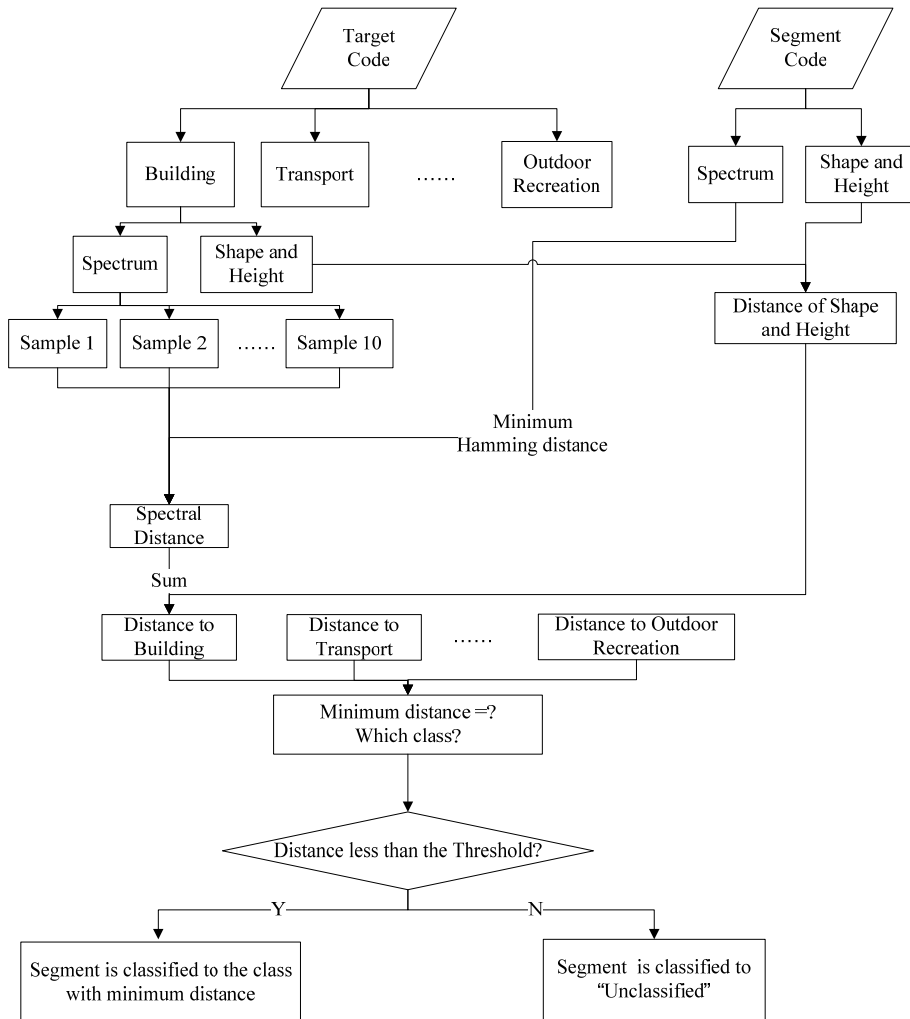 Target
Code
Segment
Code
Building
Transport
......
Outdoor
Recreation
Spectrum
Shape and
Height
Spectrum
Shape and
Height
Distance of Shape
and Height
Sample 1
Sample 2
......
Sample 10
Minimum
Hamming distance
Spectral
Distance
Sum
Distance to
Building
Distance to
Transport
......
Distance to Outdoor
Recreation
Minimum distance =?
Which class?
Distance less than the Threshold?
Y
N
Segment is classified to the class
with minimum distance
Segment is classified to
“Unclassified”